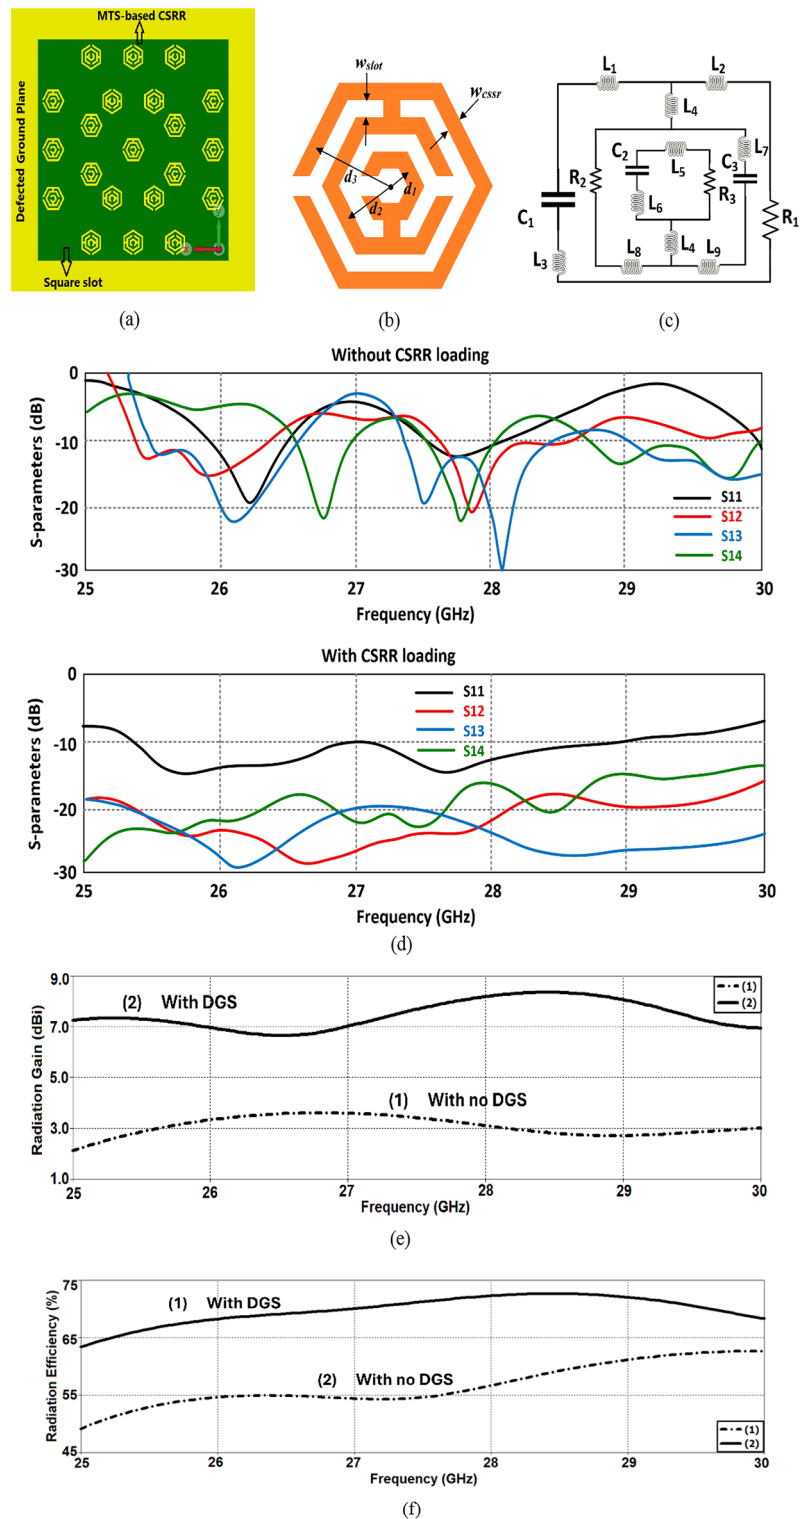 MTS-based CSRR
Defected Ground Plane
Y
X
Z
Square slot
(a)
wslot
wcssr
d3
d1
d2
(b)
L1
L2
L4
L7
C2
L5
C3
R2
R3
C1
L6
R1
L3
L8
L4
L9
(c)
Without CSRR loading
S-parameters (dB)
0
-10
-20
-30
S11
S12
S13
S14
25
26
27
28
29
30
Frequency (GHz)
With CSRR loading
S-parameters (dB)
0
-10
-20
-30
S11
S12
S13
S14
25
26
27
28
29
30
Frequency (GHz)
(d)
Radiation Gain (dBi)
9.0
7.0
5.0
3.0
1.0
(2) With DGS
(1)
(2)
(1) With no DGS
25
26
27
28
29
30
Frequency (GHz)
(e)
Radiation Efficiency (%)
75
65
55
45
(1) With DGS
(2) With no DGS
(1)
(2)
25
26
27
28
29
30
Frequency (GHz)
(f)